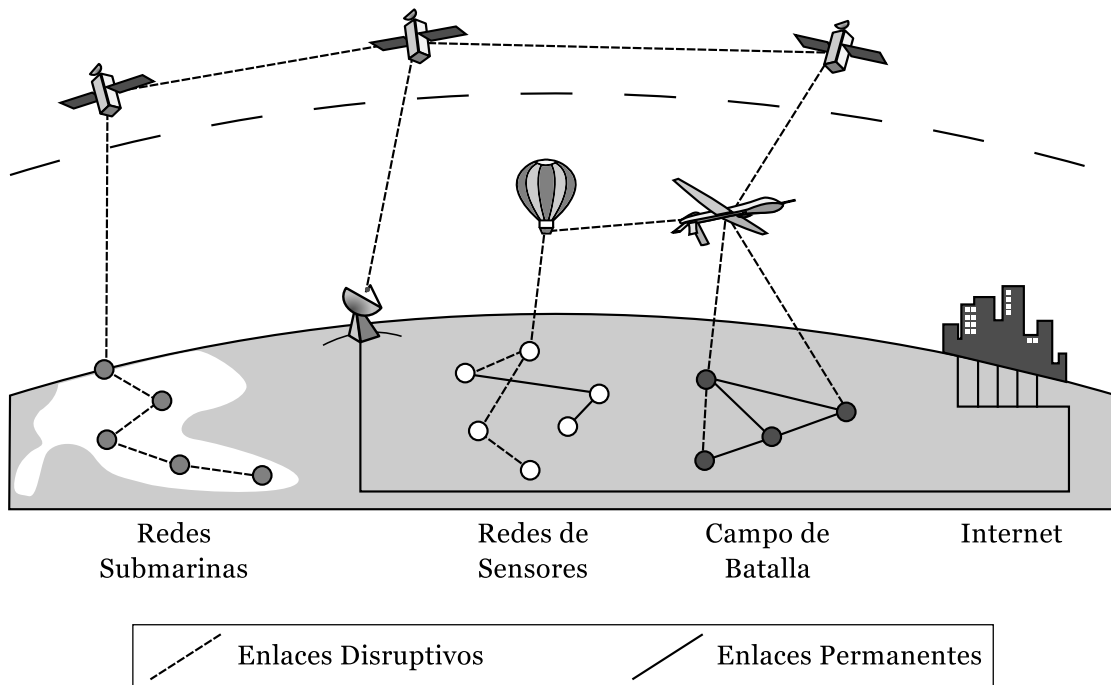 Redes
Submarinas
Redes de
Sensores
Campo de
Batalla
Internet
Enlaces Disruptivos
Enlaces Permanentes